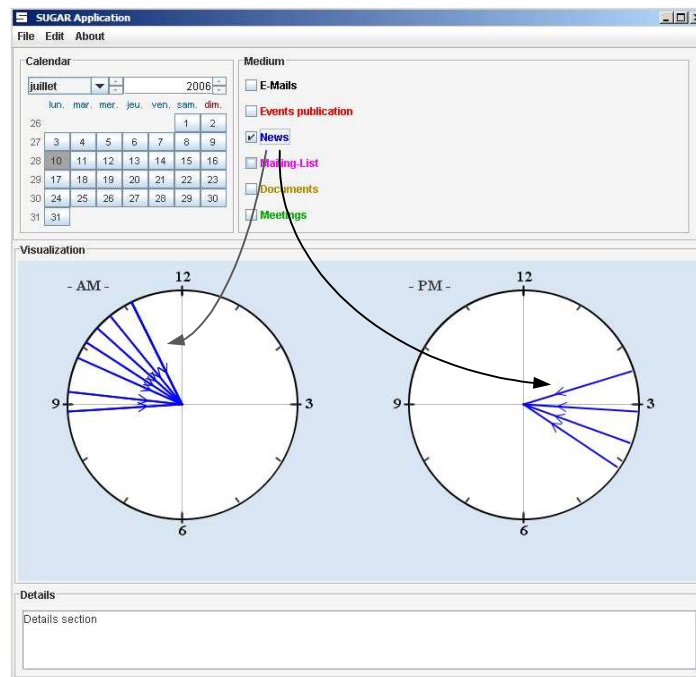 SUGAR Application
File Edit About
Calendar
juillet 2006
lun. mar. mer. jeu. ven. sam. dim.
26 1 2
27 3 4 5 6 7 8 9
28 10 11 12 13 14 15 16
29 17 18 19 20 21 22 23
30 24 25 26 27 28 29 30
31 31
Medium
E-Mails
Events publication
News
Mailing-List
Documents
Meetings
Visualization
- AM -
12
9
3
6
- PM -
12
9
3
6
Details
Details section